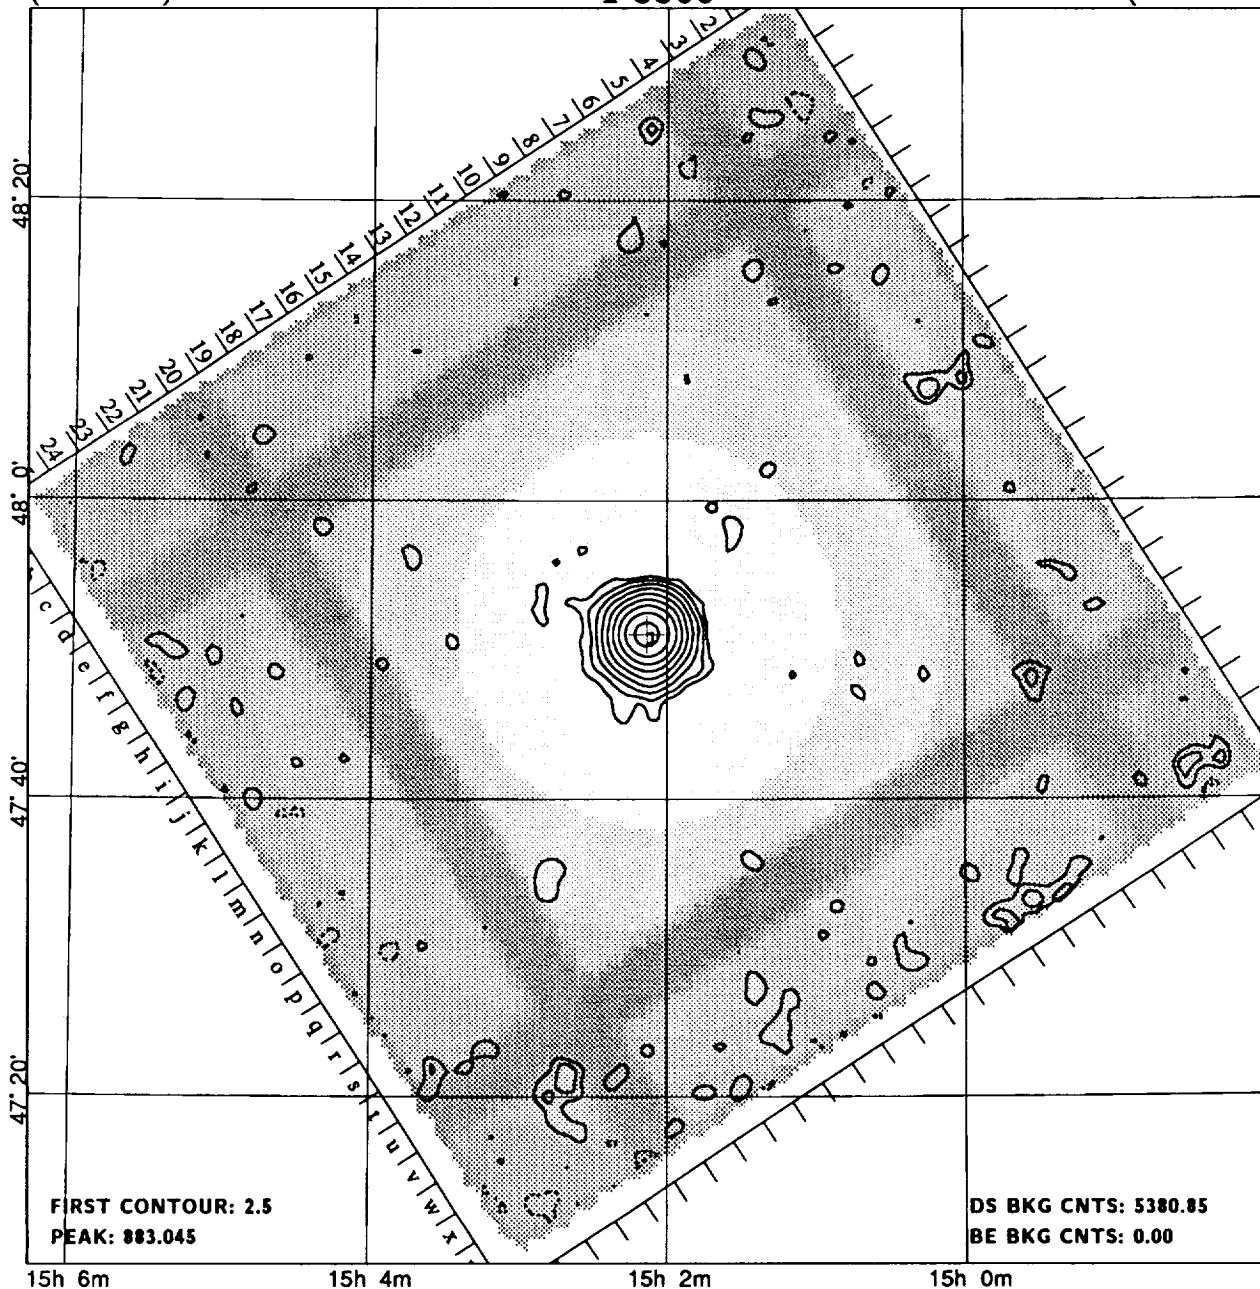 2
3
4
5
6
7
8
9
10
11
12
13
14
15
16
17
18
19
20
21
22
23
24
48° 20'
48° 0'
47° 40'
47° 20'
c
d
e
f
g
h
i
j
k
l
m
n
o
p
q
r
s
t
u
v
w
x
FIRST CONTOUR: 2.5
PEAK: 883.045
DS BKG CNTS: 5380.85
BE BKG CNTS: 0.00
15h 6m 15h 4m 15h 2m 15h 0m